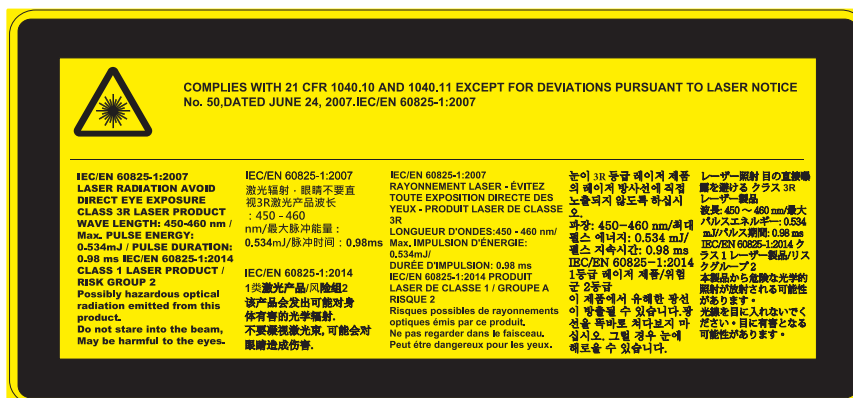 COMPLIES WITH 21 CFR 1040.10 AND 1040.11 EXCEPT FOR DEVIATIONS PURSUANT TO LASER NOTICE
No. 50,DATED JUNE 24, 2007.IEC/EN 60825-1:2007
IEC/EN 60825-1:2007
LASER RADIATION AVOID
DIRECT EYE EXPOSURE
CLASS 3R LASER PRODUCT
WAVE LENGTH: 450-460 nm /
Max. PULSE ENERGY:
0-534mJ / PULSE DURATION:
0.98 ms IEC/EN 60825-1:2014
CLASS 1 LASER PRODUCT /
RISK GROUP 2
Possibly hazardous optical
radiation emitted from this
product.
Do not stare into the beam,
May be harmful to the eyes.
IEC/EN 60825-1:2007
激光辐射，眼睛不要直
视3R激光产品波长
: 450 - 460
nm/最大脉冲能量：
0.534mJ/脉冲时间：0.98ms
IEC/EN 60825-1:2014
1类激光产品/风险组2
该产品会发出可能对身
体有害的光学辐射.
不要凝视激光束,可能会对
眼睛造成伤害.
IEC/EN 60825-1:2007
RAYONNEMENT LASER - ÉVITEZ
TOUTE EXPOSITION DIRECTE DES
YEUX - PRODUIT LASER DE CLASSE
3R
LONGUEUR D'ONDES:450 - 460 nm/
Max. IMPULSION D'ÉNERGIE:
0.534mJ/
DURÉE D'IMPULSION: 0.98 ms
IEC/EN 60825-1:2014 PRODUIT
LASER DE CLASSE 1 / GROUPE A
RISQUE 2
Risques possibles de rayonnements
optiques émis par ce produit.
Ne pas regarder dans le faisceau.
Peut être dangereux pour les yeux.
눈이 3R 등급 레이저 제품
의 레이저 방사선에 직접
노출되지 않도록 하십시
오.
파장: 450-460 nm/최대
펄스 에너지: 0.534 mJ/
펄스 지속시간: 0.98 ms
IEC/EN 60825-1:2014
1등급 레이저 제품/위험
군 2등급
이 제품에서 유해한 광선
이 방출될 수 있습니다.광
선을 똑바로 쳐다보지 마
십시오. 그럴 경우 눈에
해로울 수 있습니다.
レーザー照射 目の直接曝
露を避ける クラス 3R
レーザー製品
波長: 450 ～ 460 nm/最大
パルスエネルギー: 0.534
mJ/パルス期間: 0.98 ms
IEC/EN 60825-1:2014 ク
ラス 1 レーザー製品/リス
クグループ 2
本製品から危険な光学的
照射が放射される可能性
があります。
光線を目に入れないでく
ださい。目に有害となる
可能性があります。